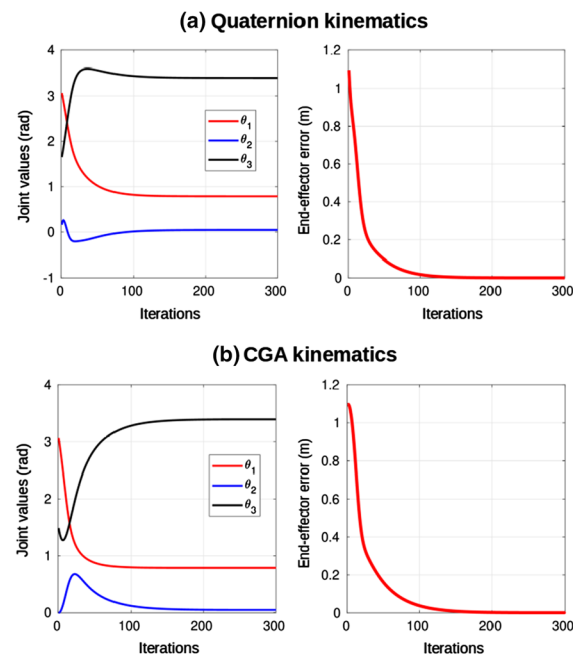 (a) Quaternion kinematics
Joint values (rad)
4
3
2
1
0
-1
θ1
θ2
θ3
0 100 200 300
Iterations
End-effector error (m)
1.2
1
0.8
0.6
0.4
0.2
0
0 100 200 300
Iterations
(b) CGA kinematics
Joint values (rad)
4
3
2
1
0
θ1
θ2
θ3
0 100 200 300
Iterations
End-effector error (m)
1.2
1
0.8
0.6
0.4
0.2
0
0 100 200 300
Iterations